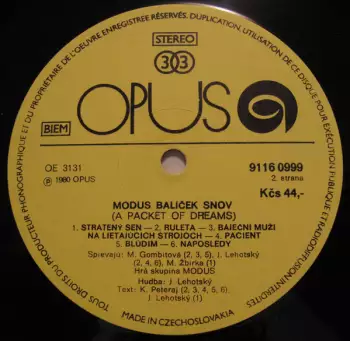 TOUS DROITS DU PRODUCTEUR PHONOGRAPHIQUE ET DU PROPRIÉTAIRE DE L'OEUVRE ENREGISTRÉE RÉSERVÉS. DUPLICATION, UTILISATION DE CE DISQUE POUR EXÉCUTION PUBLIQUE ET RADIODIFFUSION INTERDITES
STEREO
33
OPUS
BIEM
OE 3131
℗ 1980 OPUS
9116 0999
2. strana
Kčs 44,-
MODUS BALÍČEK SNOV
(A PACKET OF DREAMS)
1. STRATENÝ SEN — 2. RULETA — 3. BÁJEČNÍ MUŽI
NA LIETAJÚCICH STROJOCH — 4. PACIENT
5. BLÚDIM — 6. NAPOSLEDY
Spievajú: M. Gombitová (2, 3, 5), J. Lehotský
(2, 4, 6), M. Žbirka (1)
Hrá skupina MODUS
Hudba: J. Lehotský
Text: K. Peteraj (2, 3, 4, 5, 6),
J. Lehotský (1)
MADE IN CZECHOSLOVAKIA